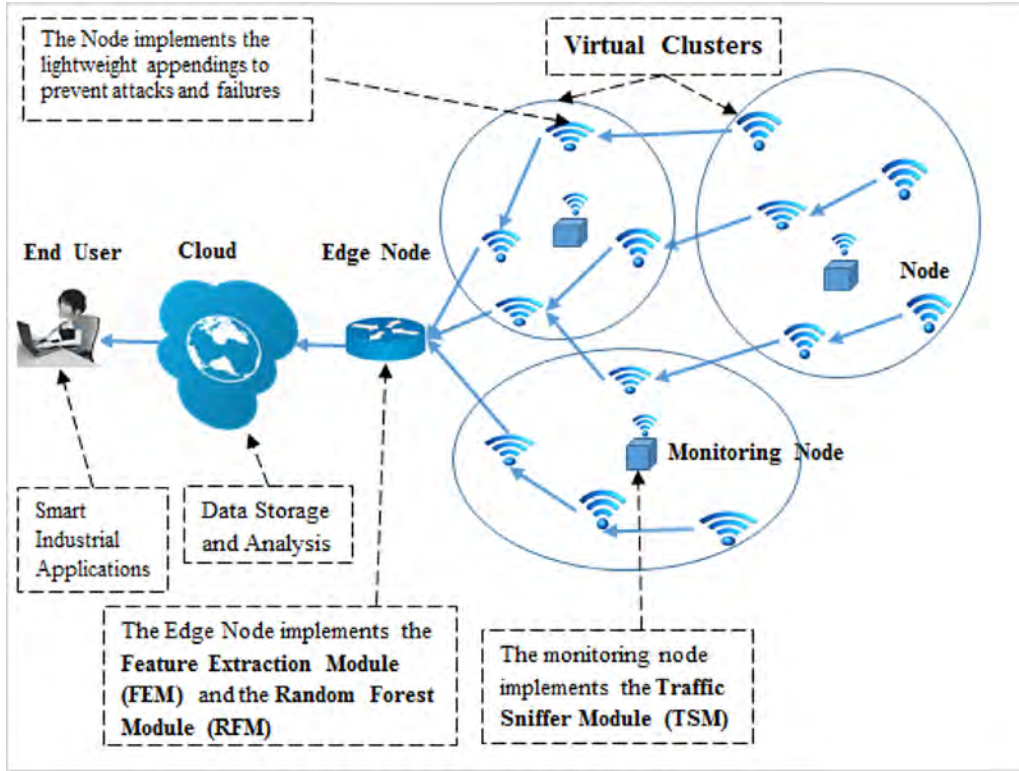 The Node implements the
lightweight appendings to
prevent attacks and failures
Virtual Clusters
End User
Cloud
Edge Node
Node
Monitoring Node
Smart
Industrial
Applications
Data Storage
and Analysis
The Edge Node implements the
Feature Extraction Module
(FEM) and the Random Forest
Module (RFM)
The monitoring node
implements the Traffic
Sniffer Module (TSM)